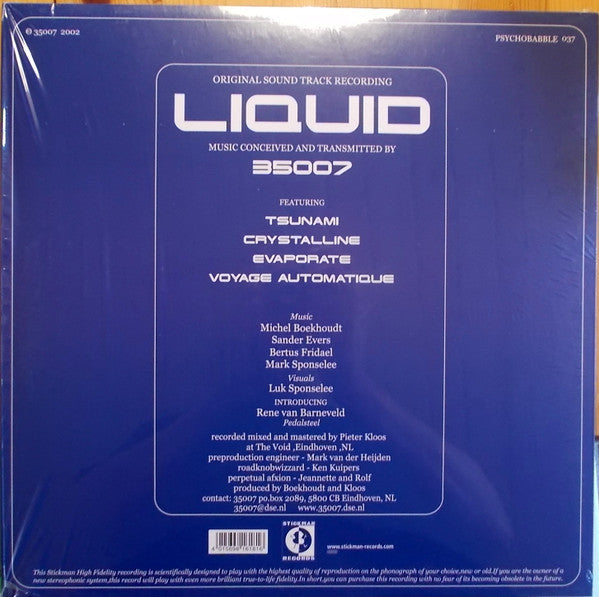 ℗ 35007 2002
PSYCHOBABBLE 037
ORIGINAL SOUND TRACK RECORDING
LIQUID
MUSIC CONCEIVED AND TRANSMITTED BY
35007
FEATURING
TSUNAMI
CRYSTALLINE
EVAPORATE
VOYAGE AUTOMATIQUE
Music
Michel Boekhoudt
Sander Evers
Bertus Fridael
Mark Sponselee
Visuals
Luk Sponselee
INTRODUCING
Rene van Barneveld
Pedalsteel
recorded mixed and mastered by Pieter Kloos
at The Void ,Eindhoven ,NL
preproduction engineer - Mark van der Heijden
roadknobwizzard - Ken Kuipers
perpetual afxion - Jeannette and Rolf
produced by Boekhoudt and Kloos
contact: 35007 po.box 2089, 5800 CB Eindhoven, NL
35007@dse.nl www.35007.dse.nl
4 015698 161816
STICKMAN
RECORDS
www.stickman-records.com
This Stickman High Fidelity recording is scientifically designed to play with the highest quality of reproduction on the phonograph of your choice,new or old.If you are the owner of a
new stereophonic system,this record will play with even more brilliant true-to-life fidelity.In short,you can purchase this recording with no fear of its becoming obsolete in the future.